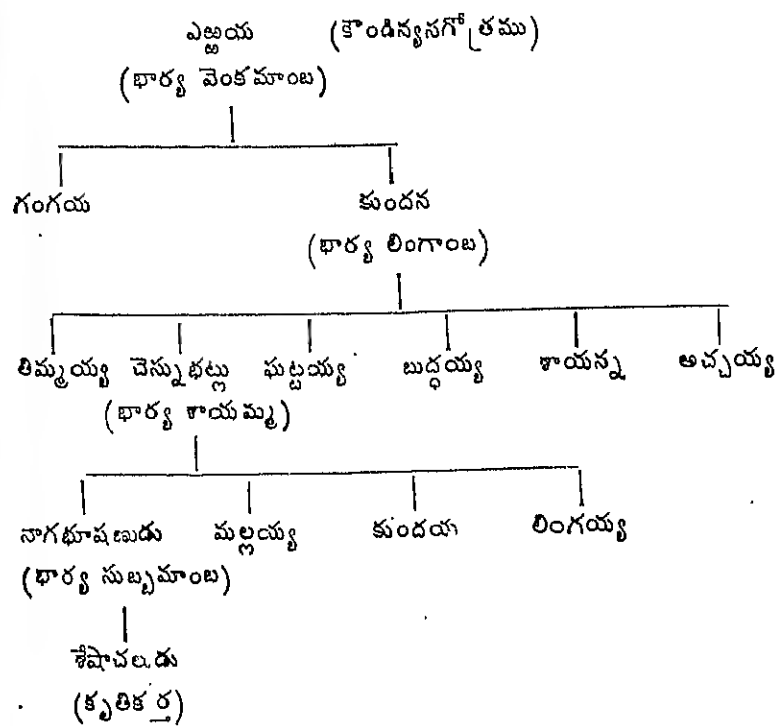 ఎఱ్ఱయ (కౌండిన్యసగోత్రము)
(భార్య వెంకమాంబ)
గంగయ కుందన
(భార్య లింగాంబ)
తిమ్మయ్య చెన్నుభట్లు ఘట్టయ్య బుద్ధయ్య శాయన్న అచ్చయ్య
(భార్య శాయమ్మ)
నాగభూషణుడు మల్లయ్య కుందయ లింగయ్య
(భార్య సుబ్బమాంబ)
శేషాచలుడు
(కృతికర్త)